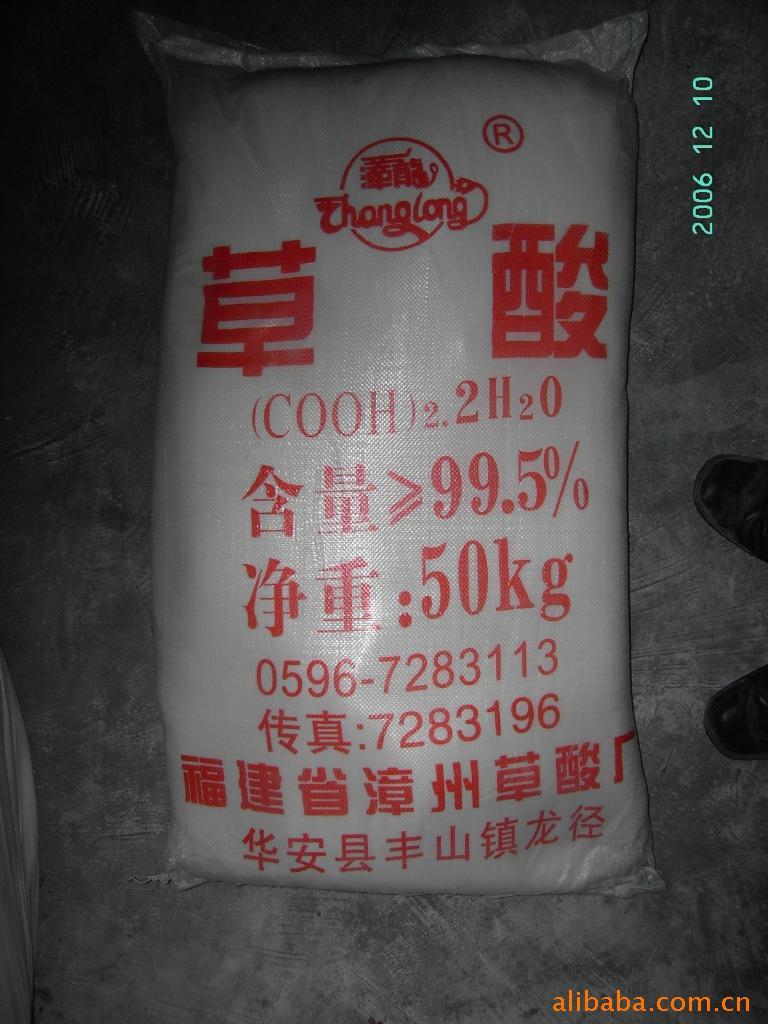 漳龍
®
Zhanglong
草 酸
(COOH)₂.2H₂O
含量≥99.5%
净重:50kg
0596-7283113
传真:7283196
福建省漳州草酸厂
华安县丰山镇龙径
2006 12 10
alibaba.com.cn